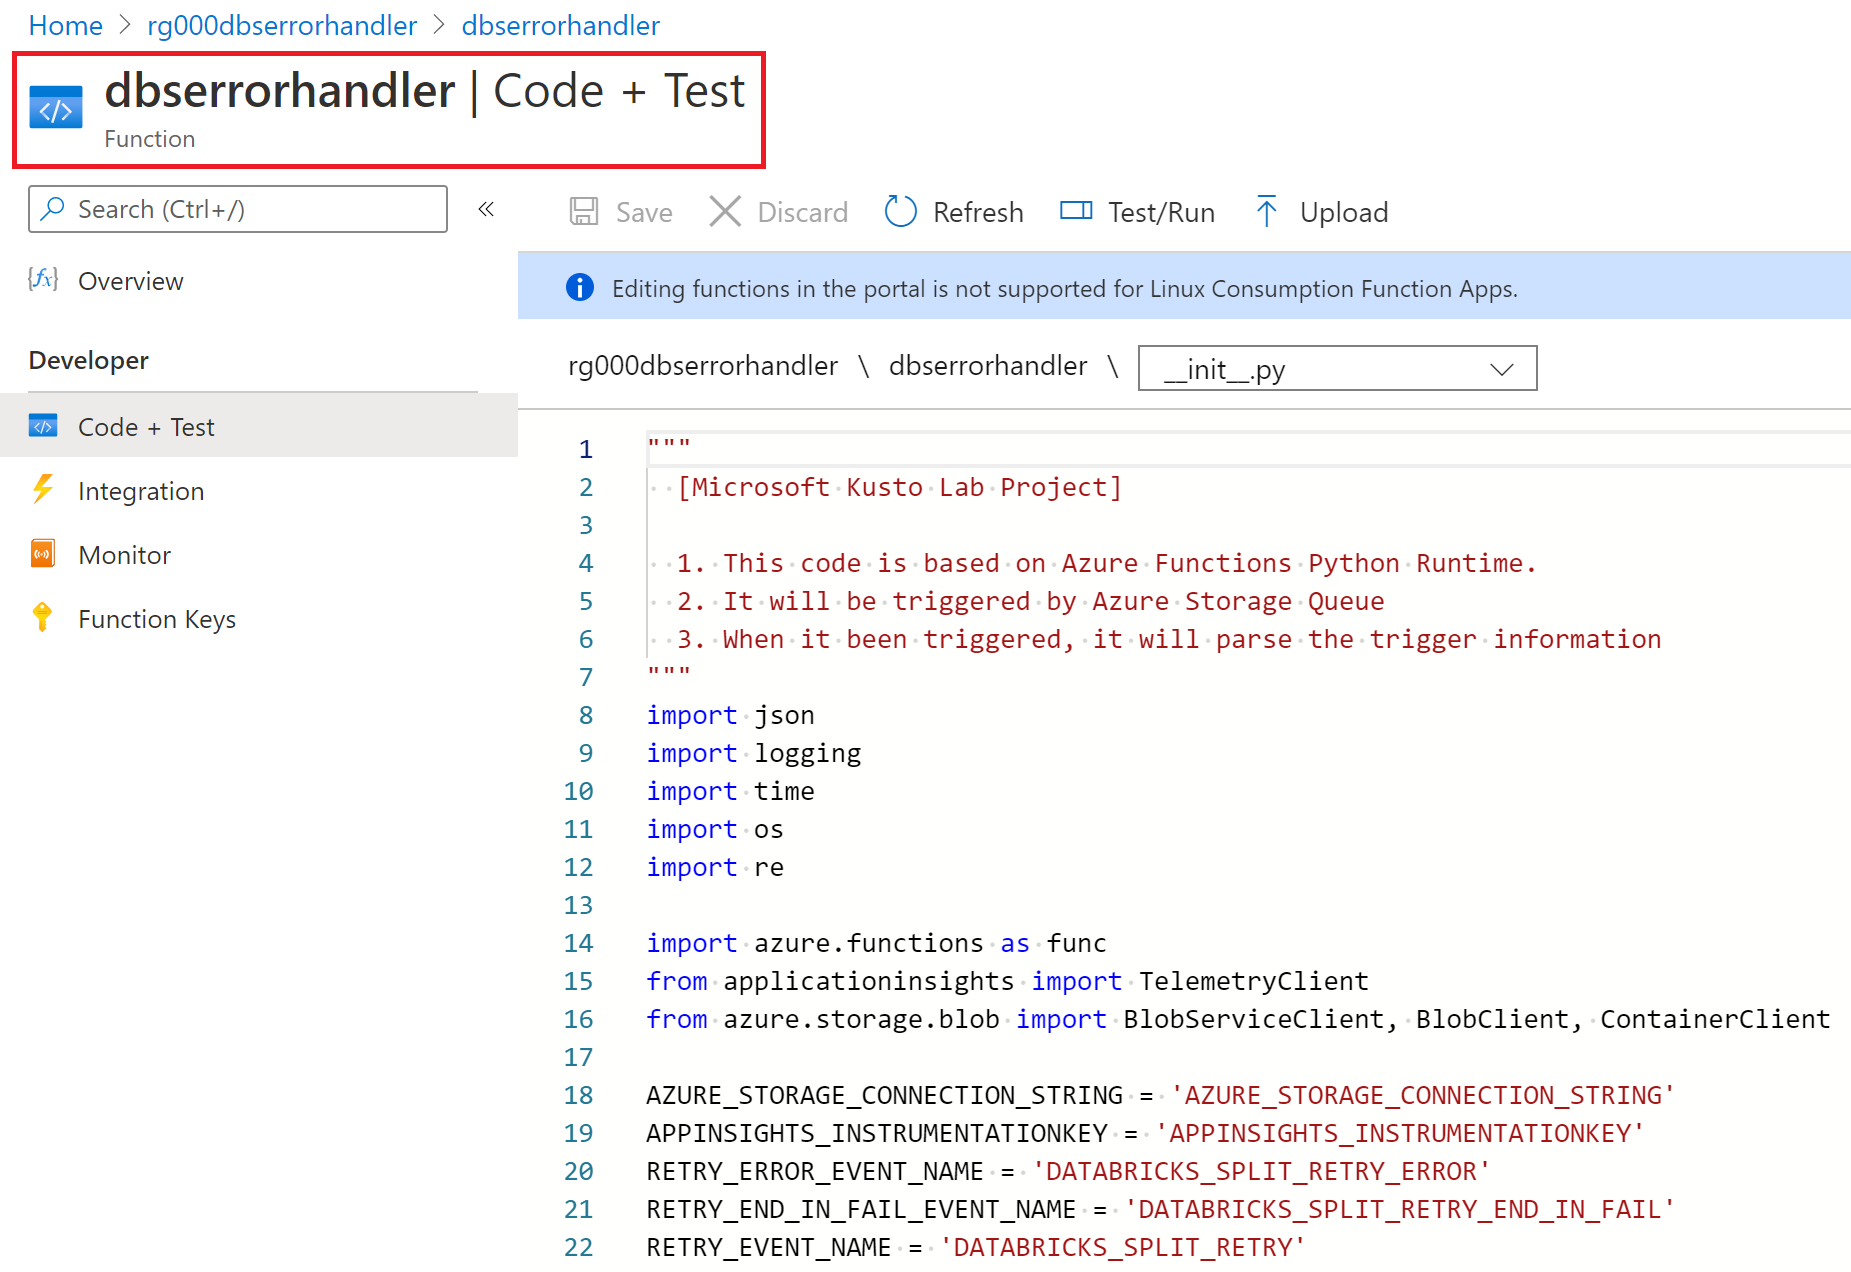 Home > rg000dbserrorhandler > dbserrorhandler
dbserrorhandler | Code + Test
Function
Search (Ctrl+/)
«
Save
Discard
Refresh
Test/Run
Upload
{fx} Overview
Developer
Code + Test
Integration
Monitor
Function Keys
Editing functions in the portal is not supported for Linux Consumption Function Apps.
rg000dbserrorhandler \ dbserrorhandler \ __init__.py
1 """
2   [Microsoft Kusto Lab Project]
3
4   1. This code is based on Azure Functions Python Runtime.
5   2. It will be triggered by Azure Storage Queue
6   3. When it been triggered, it will parse the trigger information
7 """
8 import json
9 import logging
10 import time
11 import os
12 import re
13
14 import azure.functions as func
15 from applicationinsights import TelemetryClient
16 from azure.storage.blob import BlobServiceClient, BlobClient, ContainerClient
17
18 AZURE_STORAGE_CONNECTION_STRING = 'AZURE_STORAGE_CONNECTION_STRING'
19 APPINSIGHTS_INSTRUMENTATIONKEY = 'APPINSIGHTS_INSTRUMENTATIONKEY'
20 RETRY_ERROR_EVENT_NAME = 'DATABRICKS_SPLIT_RETRY_ERROR'
21 RETRY_END_IN_FAIL_EVENT_NAME = 'DATABRICKS_SPLIT_RETRY_END_IN_FAIL'
22 RETRY_EVENT_NAME = 'DATABRICKS_SPLIT_RETRY'